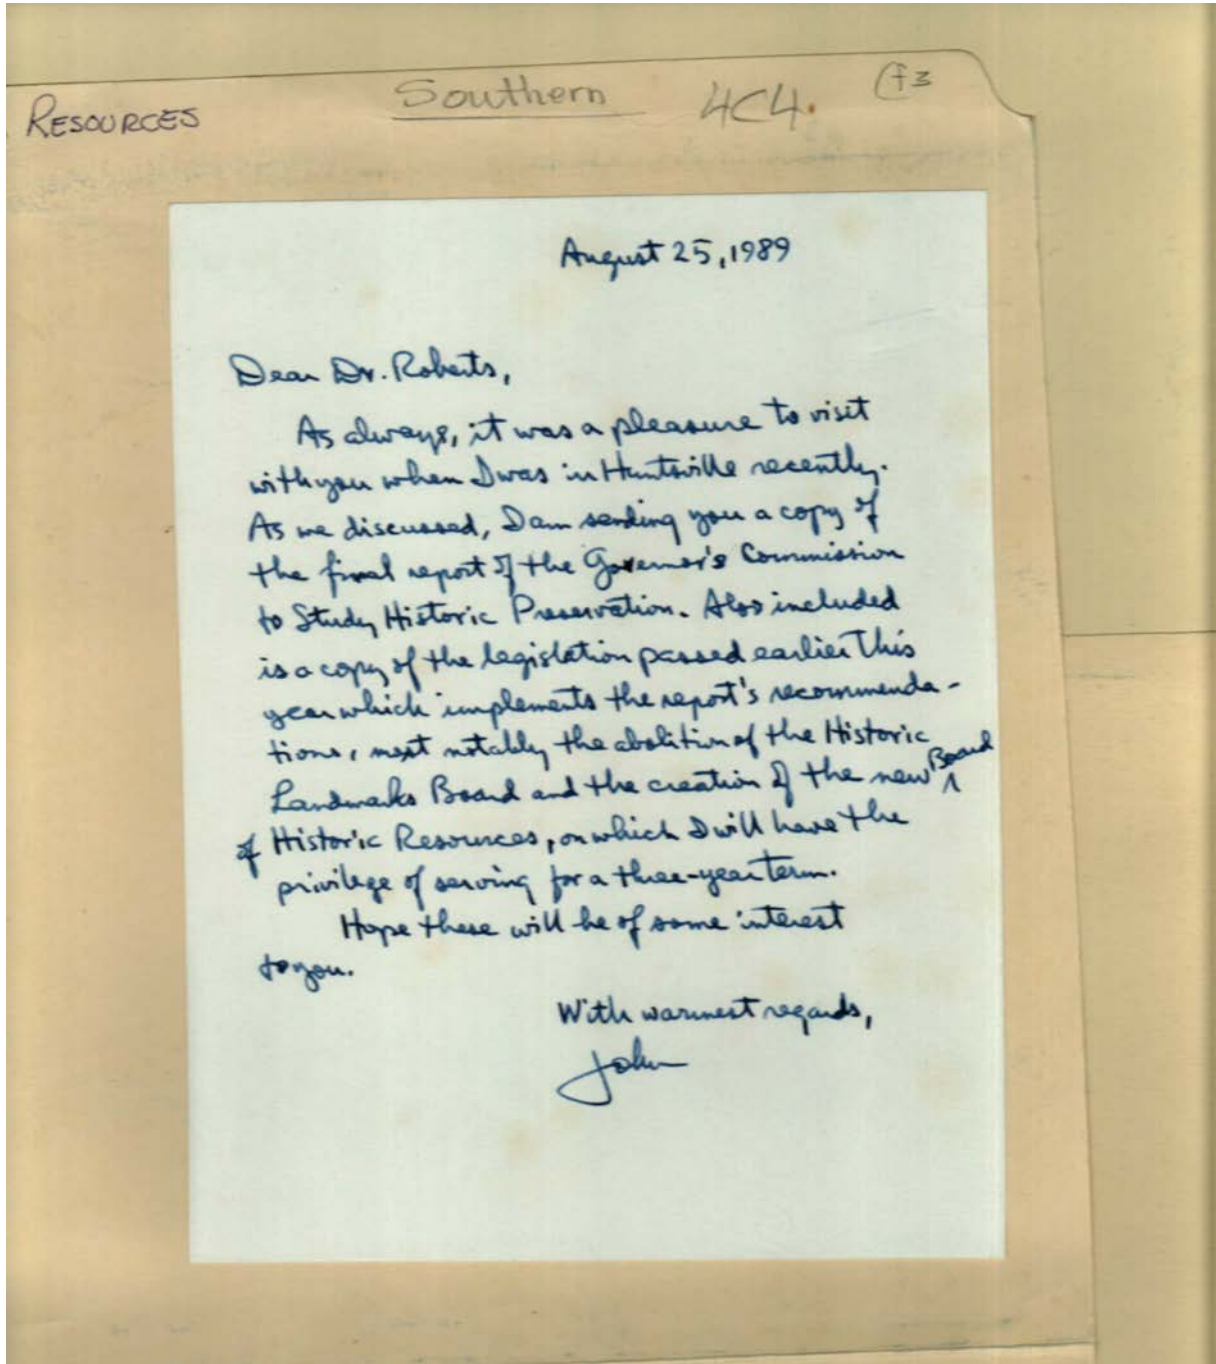 RESOURCES Southern 4C4. (f3
August 25, 1989
Dear Dr. Roberts,
As always, it was a pleasure to visit
with you when I was in Huntsville recently.
As we discussed, I am sending you a copy of
the final report of the Governor's Commission
to Study Historic Preservation. Also included
is a copy of the legislation passed earlier this
year which implements the report's recommenda-
tions, most notably the abolition of the Historic
Landmarks Board and the creation of the new Board
of Historic Resources, on which I will have the
privilege of serving for a three-year term.
Hope these will be of some interest
to you.
With warmest regards,
John